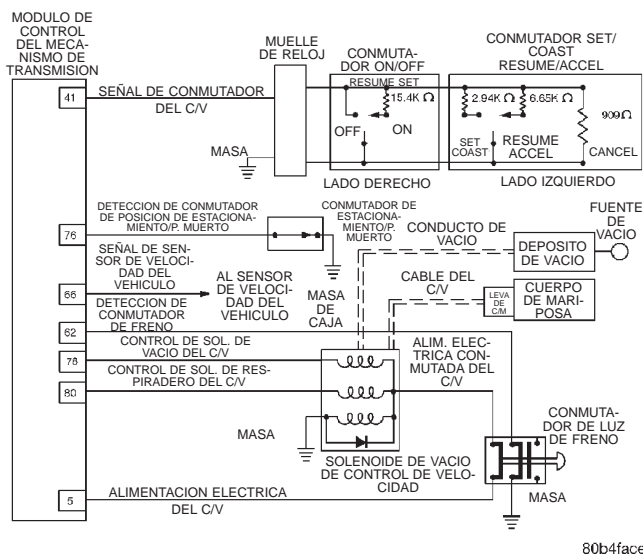 MODULO DE
CONTROL
DEL MECA-
NISMO DE
TRANSMISION
MUELLE
DE RELOJ
CONMUTA-
DOR ON/OFF
CONMUTADOR SET/
COAST
RESUME/ACCEL
41
SEÑAL DE CONMUTADOR
DEL C/V
RESUME SET
15.4K Ω
2.94K Ω
6.65K Ω
909Ω
OFF
ON
SET
COAST
RESUME
ACCEL
CANCEL
MASA
LADO DERECHO
LADO IZQUIERDO
76
DETECCION DE CONMUTADOR
DE POSICION DE ESTACIONA-
MIENTO/P. MUERTO
CONMUTADOR DE
ESTACIONAMIEN-
TO/P. MUERTO
MASA
DE
CAJA
CONDUCTO DE
VACIO
FUENTE
DE
VACIO
DEPOSITO
DE VACIO
66
SEÑAL DE SEN-
SOR DE VELOCI-
DAD DEL
VEHICULO
AL SENSOR
DE VELOCI-
DAD DEL
VEHICULO
CABLE DEL
C/V
LEVA
DE
C/M
CUERPO
DE MARI-
POSA
62
DETECCION DE
CONMUTADOR
DE FRENO
78
CONTROL DE SOL. DE
VACIO DEL C/V
80
CONTROL DE SOL. DE RES-
PIRADERO DEL C/V
ALIM. ELEC-
TRICA CON-
MUTADA DEL
C/V
MASA
SOLENOIDE DE VACIO
DE CONTROL DE VELO-
CIDAD
CONMUTA-
DOR DE LUZ
DE FRENO
MASA
5
ALIMENTACION ELECTRICA
DEL C/V
80b4face